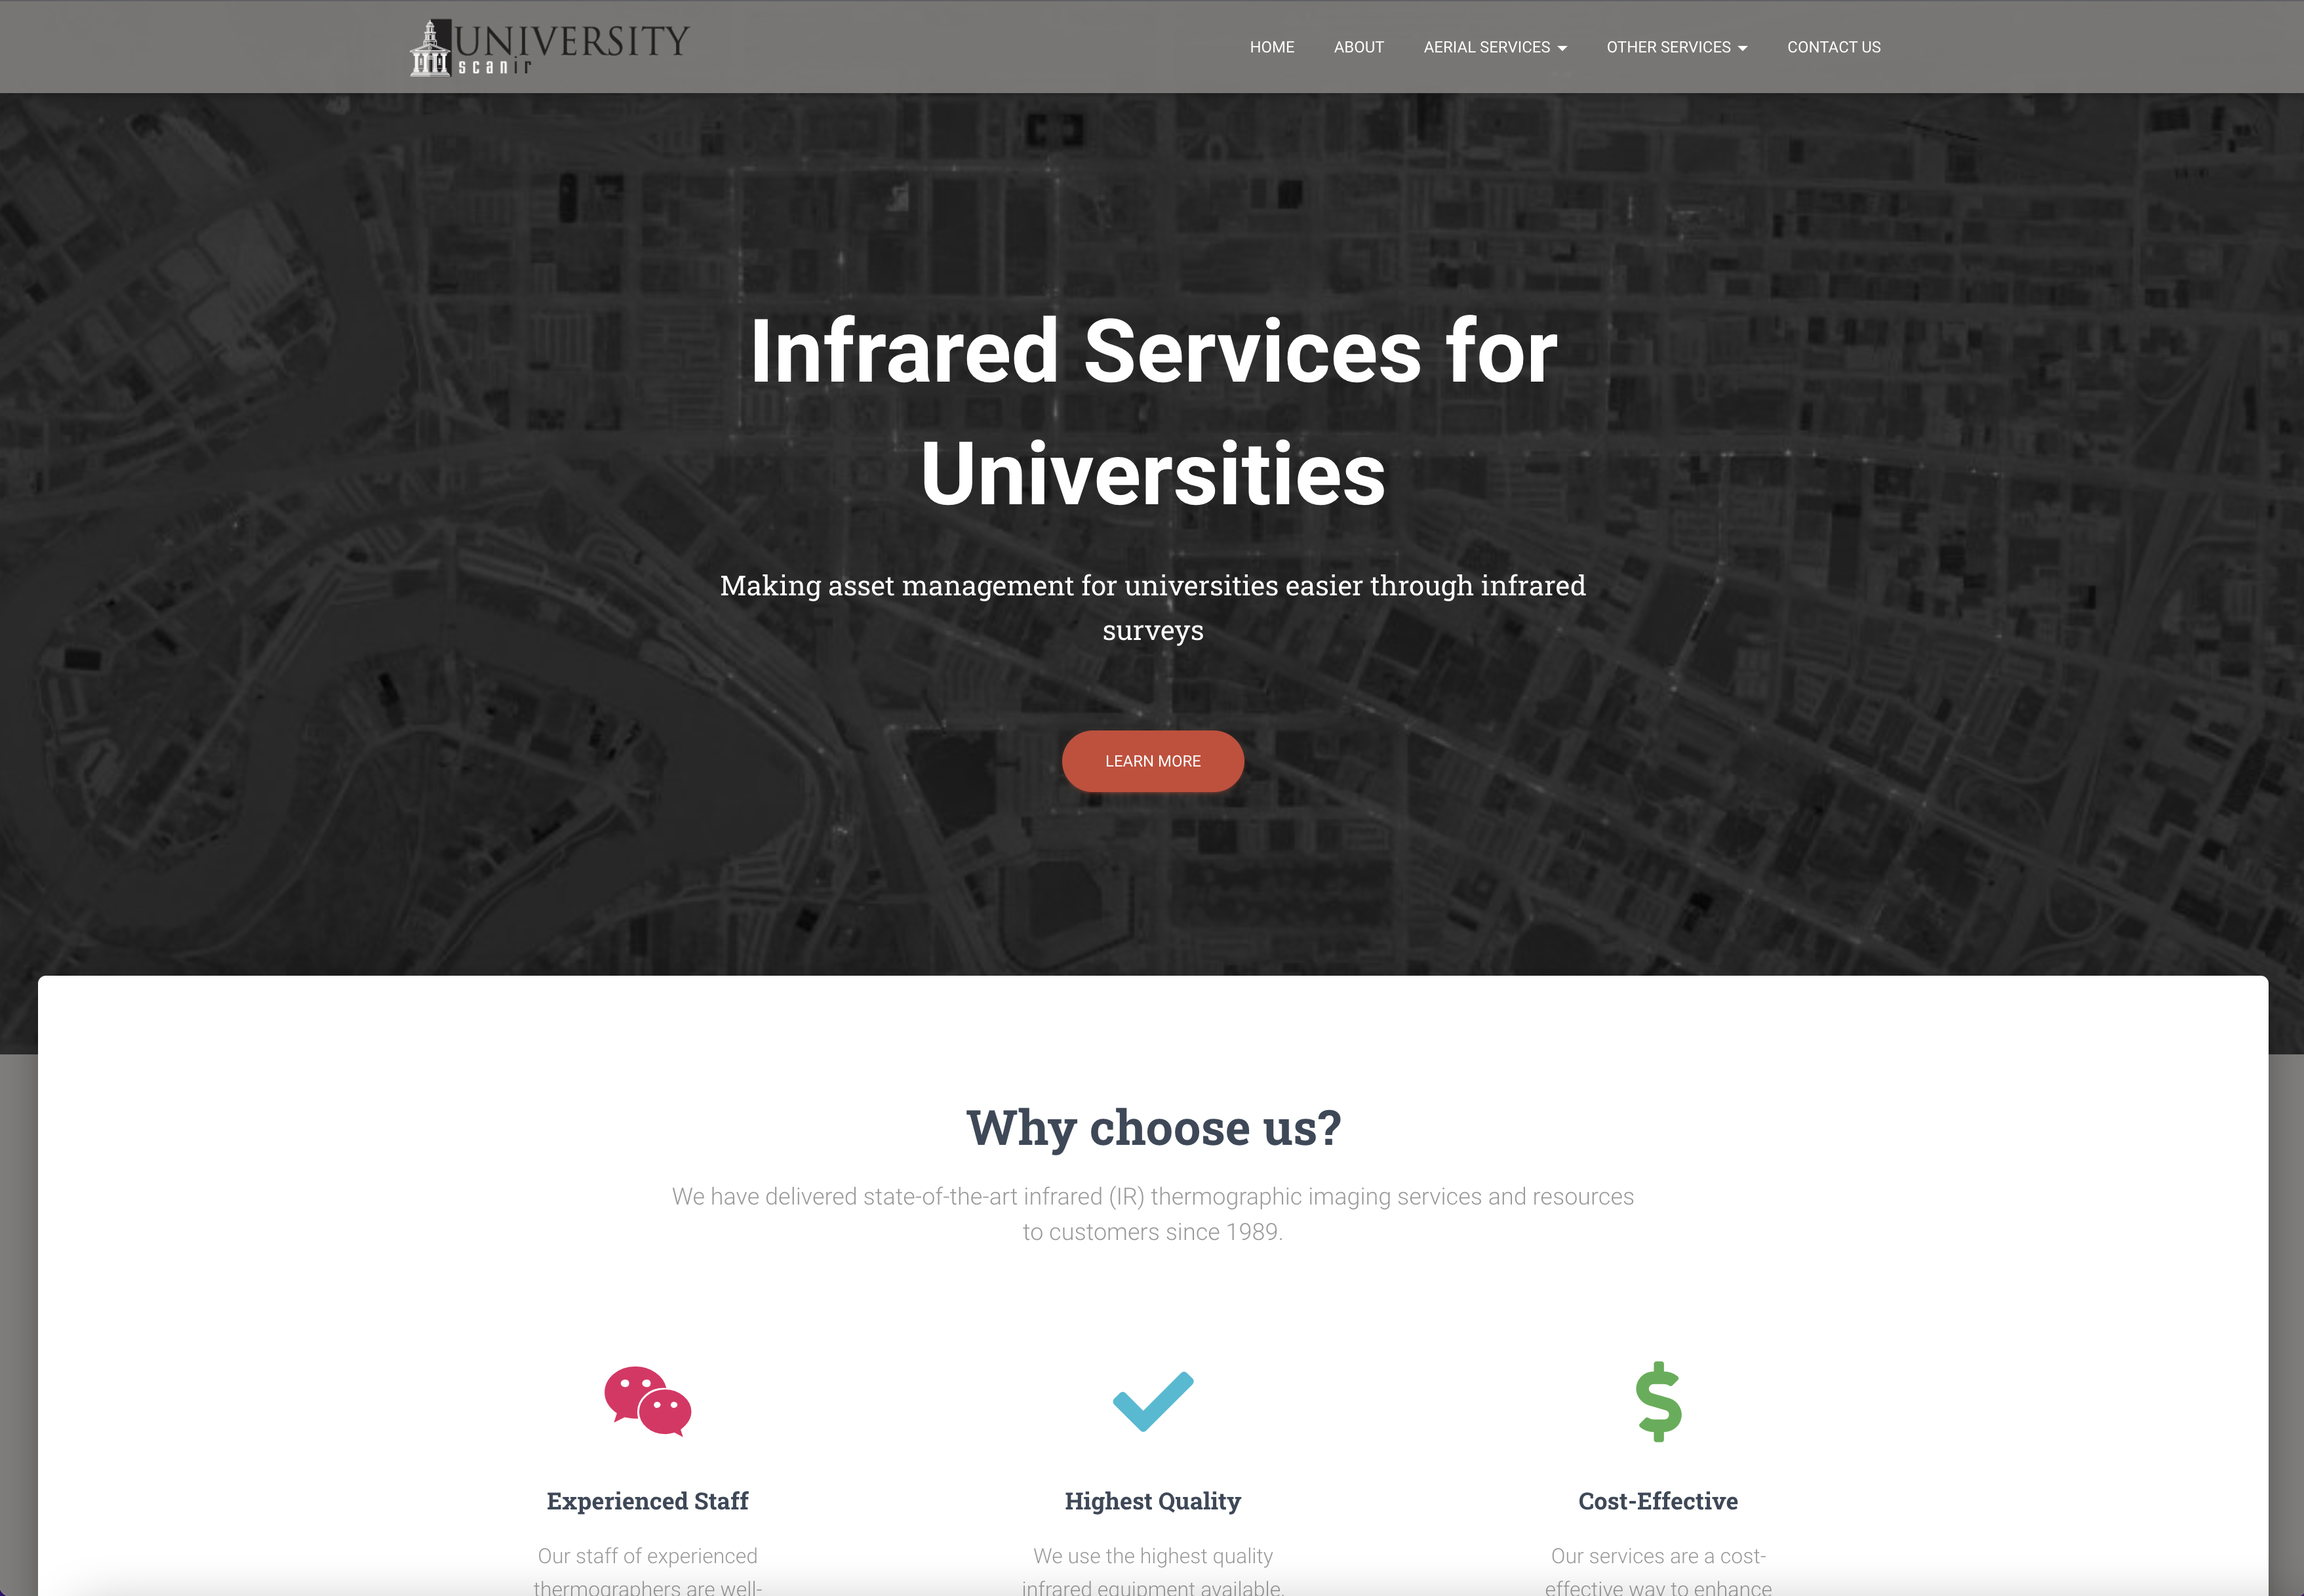 UNIVERSITY
scanir
HOME ABOUT AERIAL SERVICES OTHER SERVICES CONTACT US
Infrared Services for
Universities
Making asset management for universities easier through infrared
surveys
LEARN MORE
Why choose us?
We have delivered state-of-the-art infrared (IR) thermographic imaging services and resources
to customers since 1989.
Experienced Staff
Our staff of experienced
thermographers are well-
Highest Quality
We use the highest quality
infrared equipment available.
Cost-Effective
Our services are a cost-
effective way to enhance